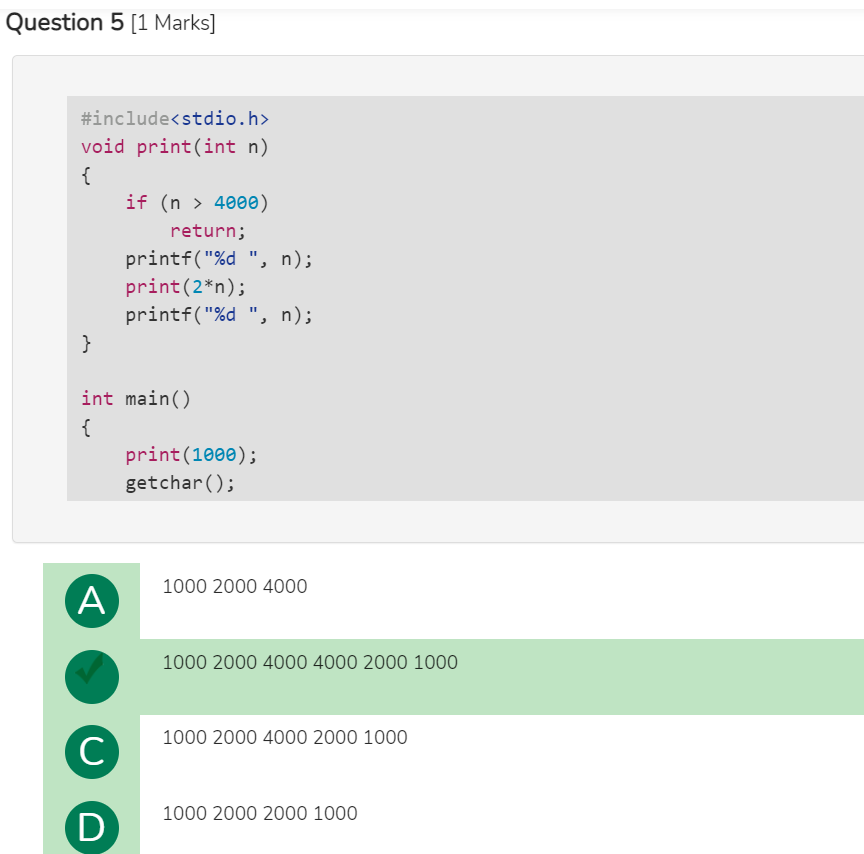 Question 5 [1 Marks]
#include<stdio.h>
void print(int n)
{
    if (n > 4000)
        return;
    printf("%d ", n);
    print(2*n);
    printf("%d ", n);
}

int main()
{
    print(1000);
    getchar();
A 1000 2000 4000
1000 2000 4000 4000 2000 1000
C 1000 2000 4000 2000 1000
D 1000 2000 2000 1000